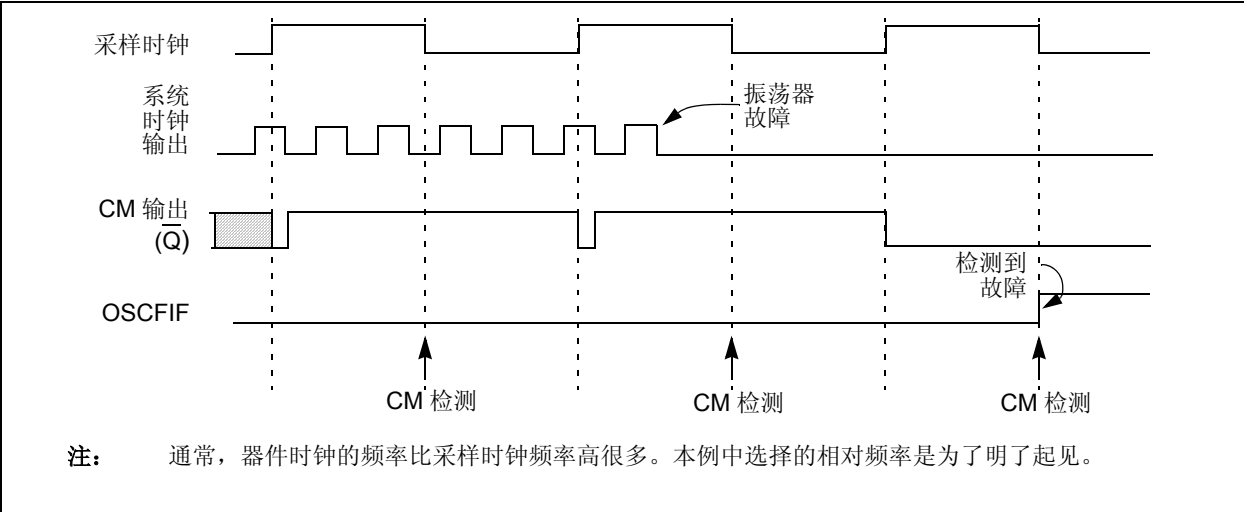 采样时钟
系统
时钟
输出
振荡器
故障
CM 输出
(Q̅)
检测到
故障
OSCFIF
CM 检测
CM 检测
CM 检测
注： 通常，器件时钟的频率比采样时钟频率高很多。本例中选择的相对频率是为了明了起见。